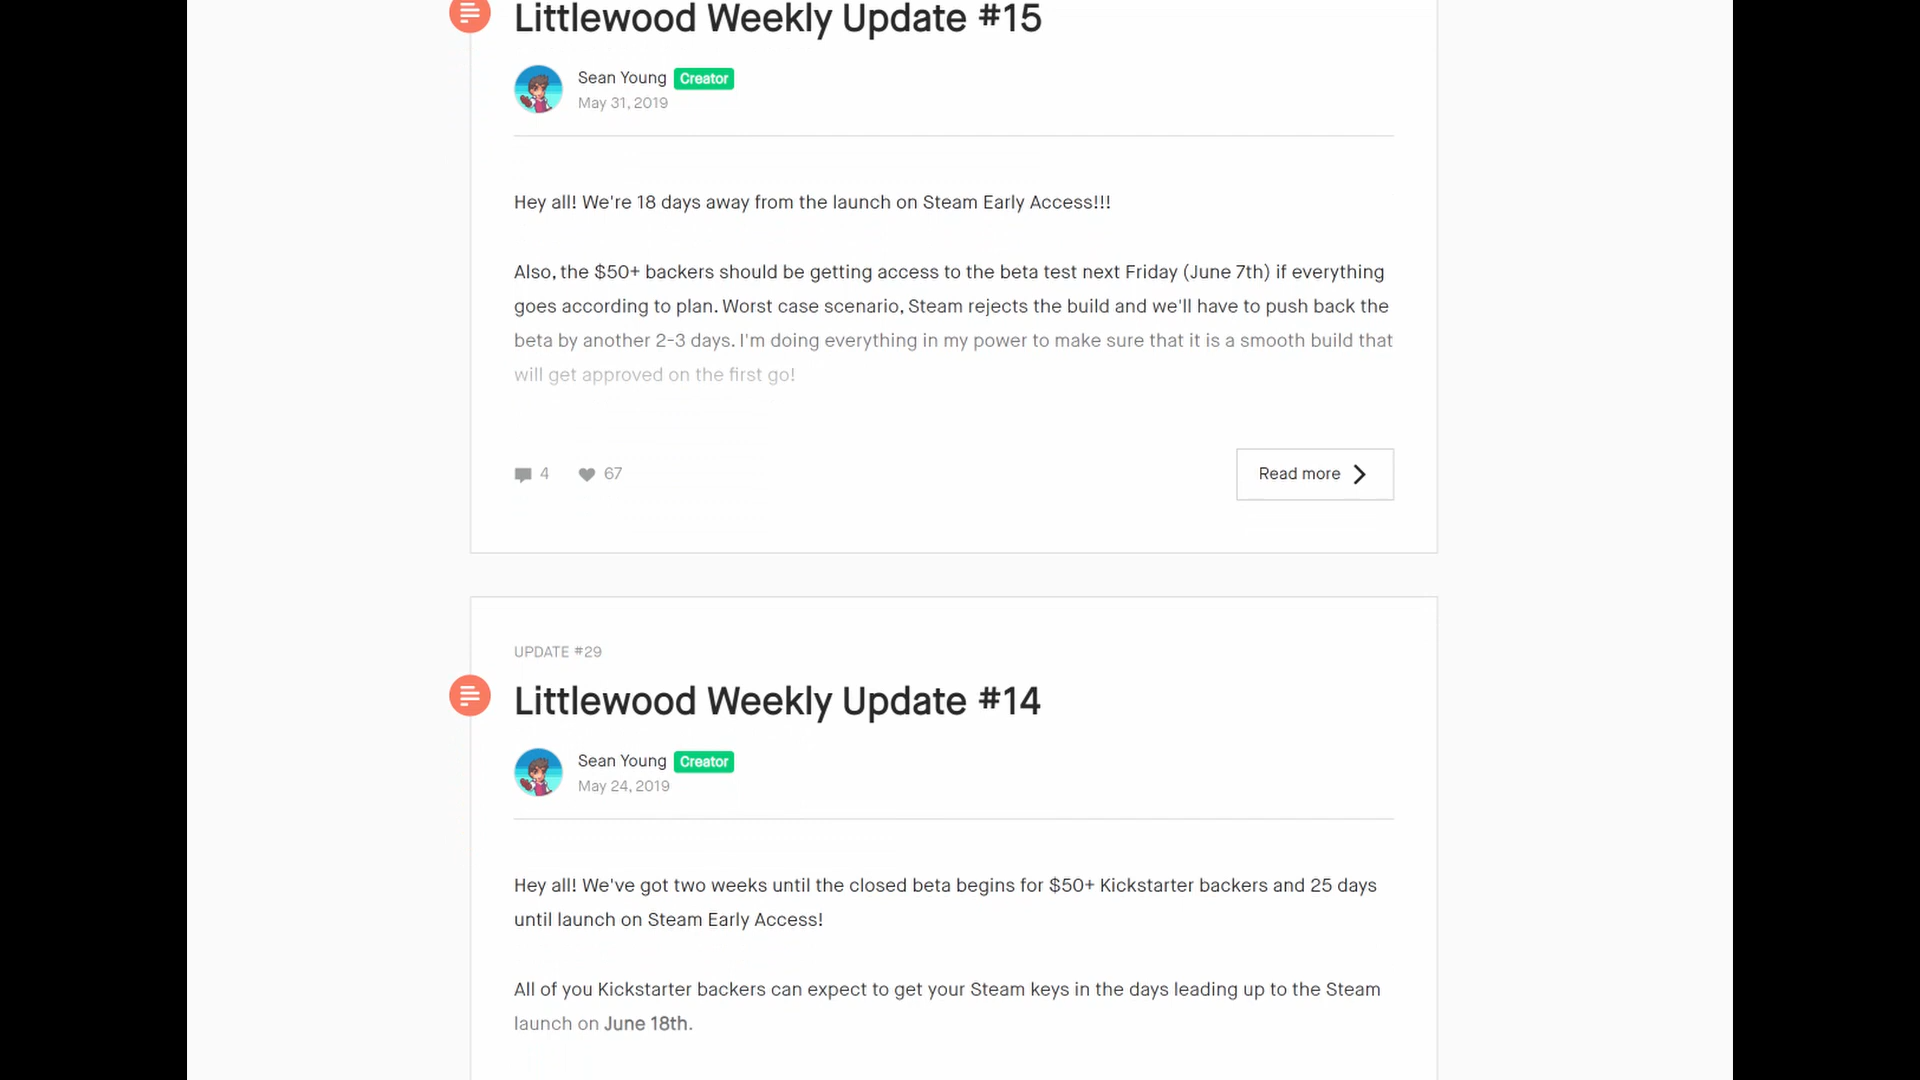 Littlewood Weekly Update #15
Sean Young Creator
May 31, 2019
Hey all! We're 18 days away from the launch on Steam Early Access!!!
Also, the $50+ backers should be getting access to the beta test next Friday (June 7th) if everything
goes according to plan. Worst case scenario, Steam rejects the build and we'll have to push back the
beta by another 2-3 days. I'm doing everything in my power to make sure that it is a smooth build that
will get approved on the first go!
4 67
Read more
UPDATE #29
Littlewood Weekly Update #14
Sean Young Creator
May 24, 2019
Hey all! We've got two weeks until the closed beta begins for $50+ Kickstarter backers and 25 days
until launch on Steam Early Access!
All of you Kickstarter backers can expect to get your Steam keys in the days leading up to the Steam
launch on June 18th.